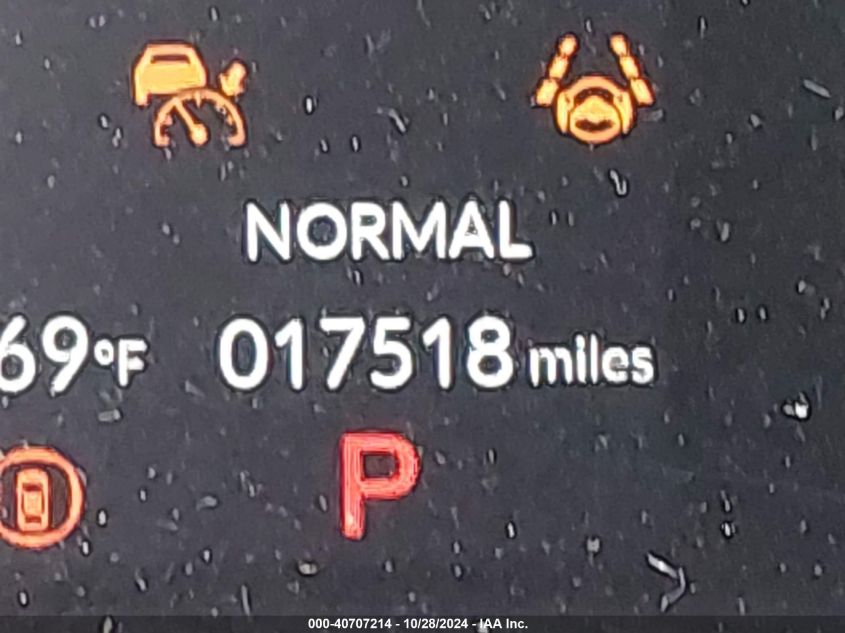 NORMAL
69°F 017518 miles
P
000-40707214 - 10/28/2024 - IAA Inc.